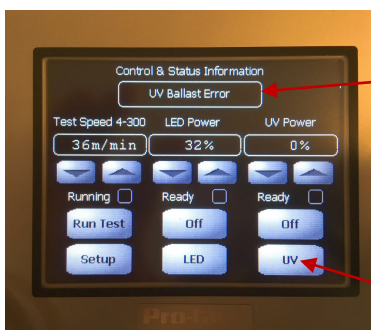 Control & Status Information
UV Ballast Error
Test Speed 4-300 LED Power UV Power
36m/min 32% 0%
Running Ready Ready
Run Test Off Off
Setup LED UV